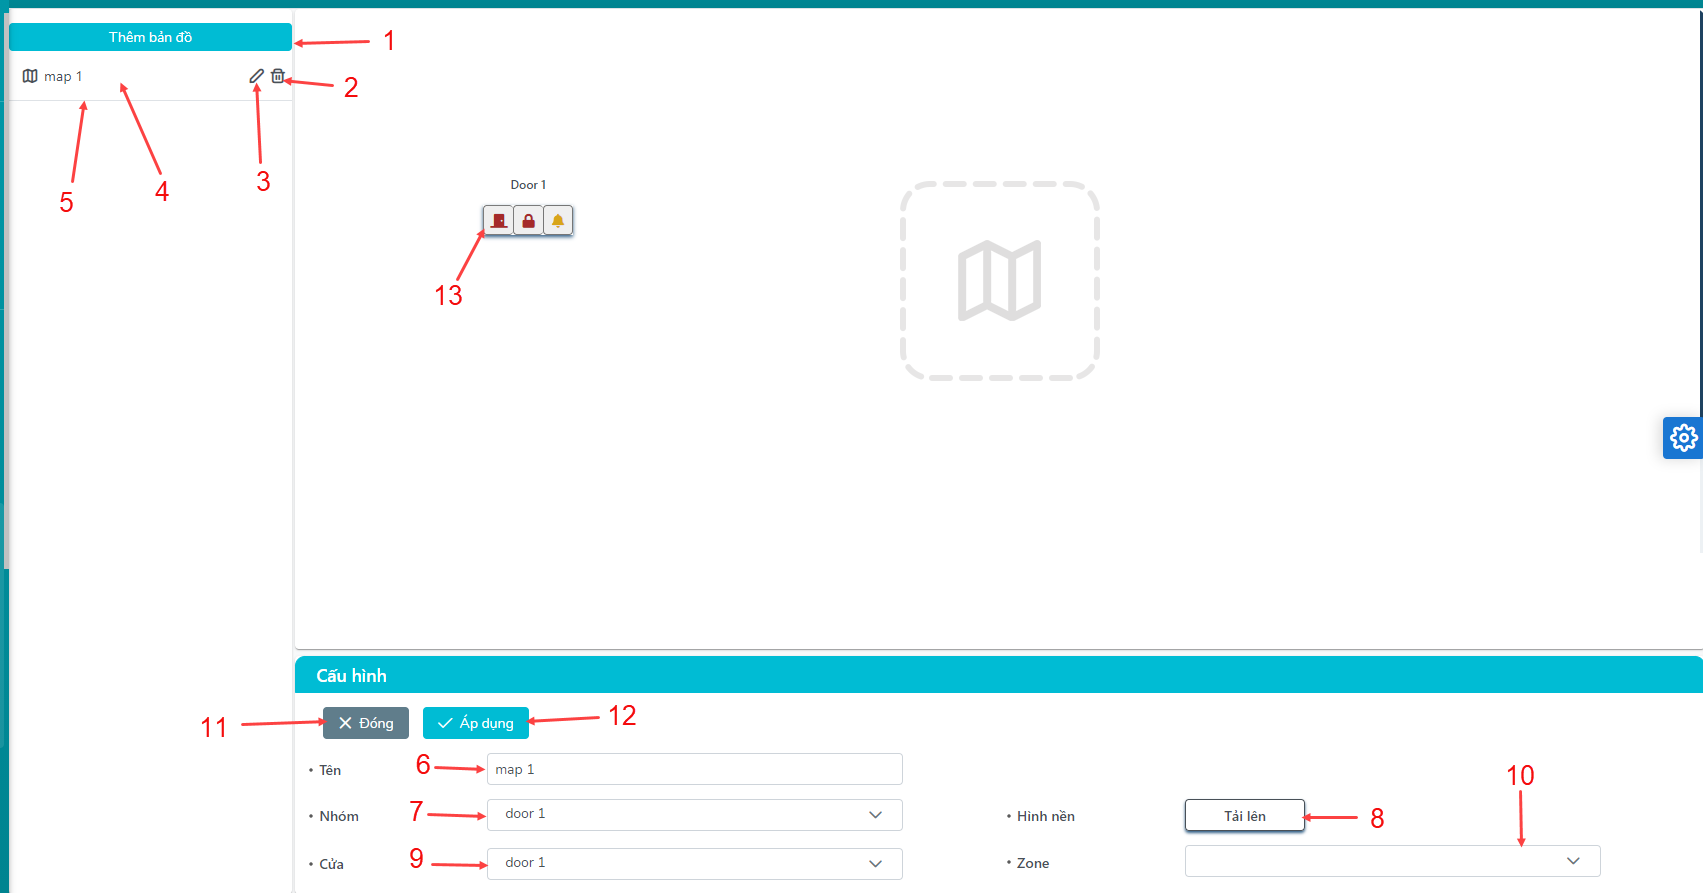 Thêm bản đồ
1
map 1
2
3
4
5
Door 1
13
Cấu hình
11
Đóng
Áp dụng
12
Tên
6
map 1
10
Nhóm
7
door 1
Hình nền
Tải lên
8
Cửa
9
door 1
Zone